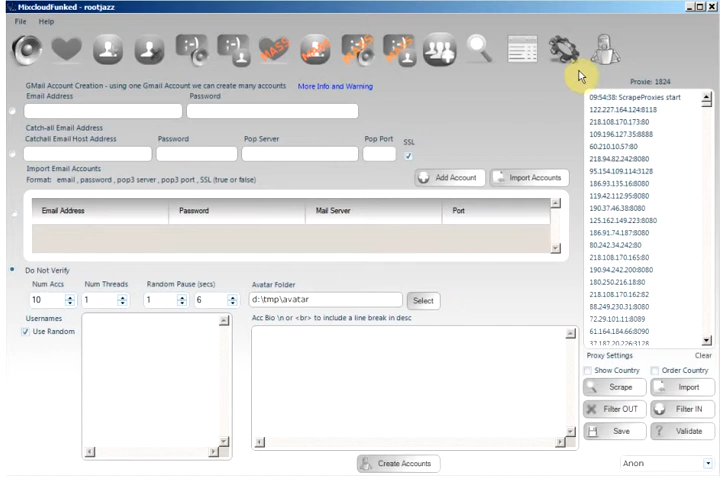 MixcloudFunked - rootjazz
File Help
MASS MASS MASS MASS
GMail Account Creation - using one Gmail Account we can create many accounts More Info and Warning
Email Address Password
Catch-all Email Address
Catchall Email Host Address Password Pop Server Pop Port SSL
Import Email Accounts
Format: email , password , pop3 server , pop3 port , SSL (true or false)
Add Account Import Accounts
Email Address Password Mail Server Port
Do Not Verify
Num Accs Num Threads Random Pause (secs) Avatar Folder
10 1 1 6 d:\tmp\avatar Select
Usernames Acc Bio \n or <br> to include a line break in desc
Use Random
Create Accounts
Proxie: 1824
09:54:38: ScrapeProxies start
122.227.164.124:8118
218.108.170.173:80
109.196.127.35:8888
60.210.10.57:80
218.94.82.242:8080
95.154.109.114:3128
186.93.135.16:8080
119.42.112.95:8080
190.37.46.38:8080
125.162.149.223:8080
186.91.74.187:8080
80.242.34.242:80
218.108.170.165:80
190.94.242.200:8080
180.250.216.18:80
218.108.170.162:82
88.249.230.31:8080
72.29.101.11:8089
61.164.184.66:8090
37.187.20.226:3128
Proxy Settings Clear
Show Country Order Country
Scrape Import
Filter OUT Filter IN
Save Validate
Anon